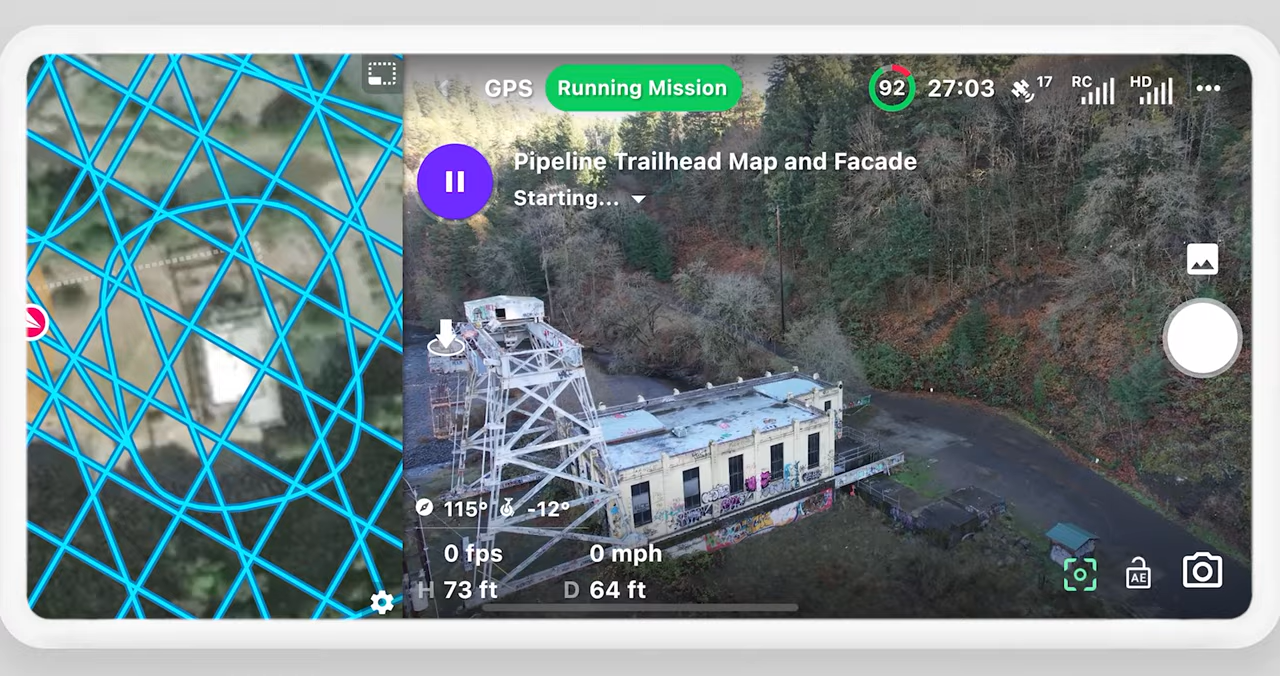 GPS Running Mission 92 27:03 17 RC HD
Pipeline Trailhead Map and Facade
Starting...
115° -12°
0 fps 0 mph
H 73 ft D 64 ft
AE